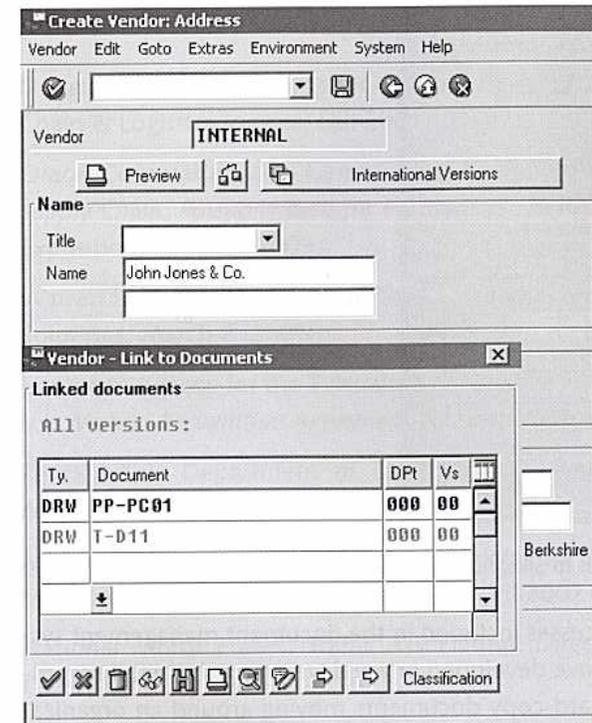 Create Vendor: Address
Vendor Edit Goto Extras Environment System Help
Vendor INTERNAL
Preview International Versions
Name
Title
Name John Jones & Co.
Vendor - Link to Documents
Linked documents
All versions:
Ty. Document DPt Vs
DRW PP-PC01 000 00
DRW T-D11 000 00
Berkshire
Classification